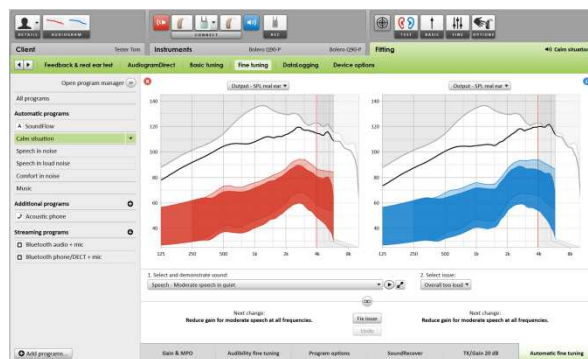 DETAILS AUDIOGRAM CONNECT REC TEST BASIC FINE OPTIONS
Client Tester Tom Instruments Bolero Q90-P Bolero Q90-P Fitting Calm situation
Feedback & real ear test AudiogramDirect Basic tuning Fine tuning DataLogging Device options
Open program manager
All programs
Automatic programs
A SoundFlow
Calm situation
Speech in noise
Speech in loud noise
Comfort in noise
Music
Additional programs
Acoustic phone
Streaming programs
Bluetooth audio + mic
Bluetooth phone/DECT + mic
Add programs...
Output - SPL real ear
140
120
100
80
60
40
125 250 500 1k 2k 4k 8k
Output - SPL real ear
140
120
100
80
60
40
125 250 500 1k 2k 4k 8k
1. Select and demonstrate sound: 2. Select issue:
Speech - Moderate speech in quiet Overall too loud
Next change: Next change:
Reduce gain for moderate speech at all frequencies. Fix issue Reduce gain for moderate speech at all frequencies.
Undo
Gain & MPO Audibility fine tuning Program options SoundRecover TK/Gain 20 dB Automatic fine tuning